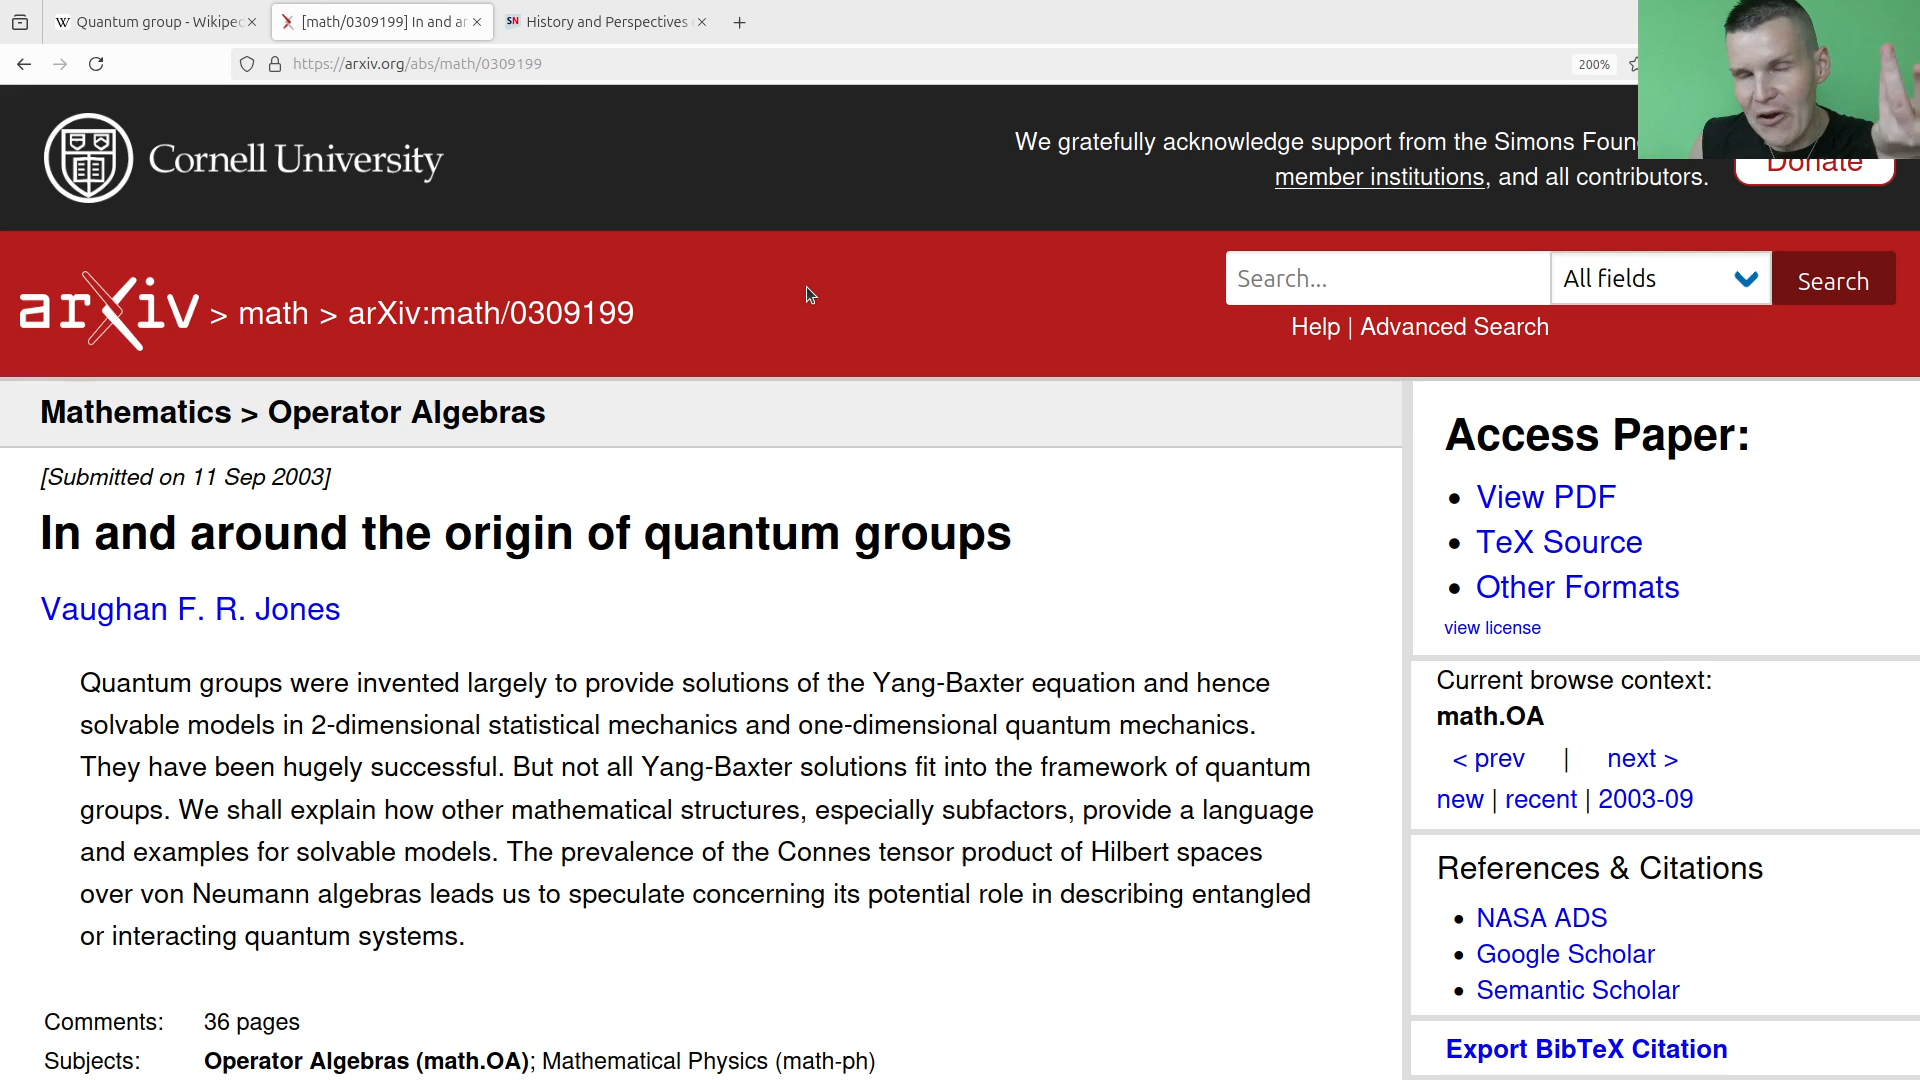 Quantum group - Wikipec
[math/0309199] In and ar
SN
History and Perspectives
https://arxiv.org/abs/math/0309199
200%
Cornell University
We gratefully acknowledge support from the Simons Foun
member institutions, and all contributors.
Donate
arXiv > math > arXiv:math/0309199
Search...
All fields
Search
Help | Advanced Search
Mathematics > Operator Algebras
[Submitted on 11 Sep 2003]
In and around the origin of quantum groups
Vaughan F. R. Jones
Quantum groups were invented largely to provide solutions of the Yang-Baxter equation and hence
solvable models in 2-dimensional statistical mechanics and one-dimensional quantum mechanics.
They have been hugely successful. But not all Yang-Baxter solutions fit into the framework of quantum
groups. We shall explain how other mathematical structures, especially subfactors, provide a language
and examples for solvable models. The prevalence of the Connes tensor product of Hilbert spaces
over von Neumann algebras leads us to speculate concerning its potential role in describing entangled
or interacting quantum systems.
Comments: 36 pages
Subjects: Operator Algebras (math.OA); Mathematical Physics (math-ph)
Access Paper:
• View PDF
• TeX Source
• Other Formats
view license
Current browse context:
math.OA
< prev | next >
new | recent | 2003-09
References & Citations
• NASA ADS
• Google Scholar
• Semantic Scholar
Export BibTeX Citation